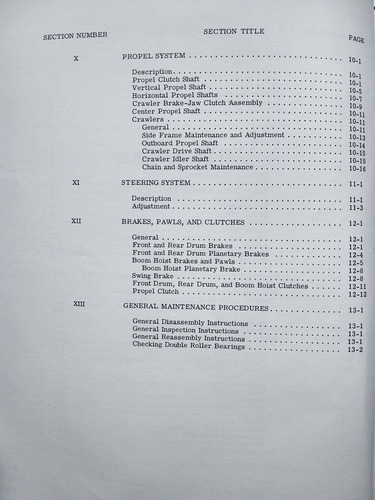 SECTION NUMBER SECTION TITLE PAGE
X PROPEL SYSTEM . . . . . . . . . . . . . . . . . . . . . . . . 10-1
Description. . . . . . . . . . . . . . . . . . . . . . . . . . 10-1
Propel Clutch Shaft . . . . . . . . . . . . . . . . . . . . . 10-1
Vertical Propel Shaft . . . . . . . . . . . . . . . . . . . . 10-5
Horizontal Propel Shafts . . . . . . . . . . . . . . . . . . 10-7
Crawler Brake-Jaw Clutch Assembly . . . . . . . . . . . . . 10-9
Center Propel Shaft . . . . . . . . . . . . . . . . . . . . . 10-11
Crawlers . . . . . . . . . . . . . . . . . . . . . . . . . . . 10-11
General . . . . . . . . . . . . . . . . . . . . . . . . . . 10-11
Side Frame Maintenance and Adjustment . . . . . . . . . 10-13
Outboard Propel Shaft . . . . . . . . . . . . . . . . . . 10-14
Crawler Drive Shaft . . . . . . . . . . . . . . . . . . . 10-15
Crawler Idler Shaft . . . . . . . . . . . . . . . . . . . 10-15
Chain and Sprocket Maintenance . . . . . . . . . . . . . 10-16
XI STEERING SYSTEM . . . . . . . . . . . . . . . . . . . . . . . 11-1
Description . . . . . . . . . . . . . . . . . . . . . . . . . 11-1
Adjustment . . . . . . . . . . . . . . . . . . . . . . . . . . 11-3
XII BRAKES, PAWLS, AND CLUTCHES . . . . . . . . . . . . . . . . 12-1
General . . . . . . . . . . . . . . . . . . . . . . . . . . . 12-1
Front and Rear Drum Brakes . . . . . . . . . . . . . . . . . 12-1
Front and Rear Drum Planetary Brakes . . . . . . . . . . . . 12-4
Boom Hoist Brakes and Pawls . . . . . . . . . . . . . . . . 12-5
Boom Hoist Planetary Brake . . . . . . . . . . . . . . . 12-8
Swing Brake . . . . . . . . . . . . . . . . . . . . . . . . . 12-8
Front Drum, Rear Drum, and Boom Hoist Clutches . . . . . . 12-11
Propel Clutch . . . . . . . . . . . . . . . . . . . . . . . . 12-12
XIII GENERAL MAINTENANCE PROCEDURES. . . . . . . . . . . . . . 13-1
General Disassembly Instructions . . . . . . . . . . . . . . 13-1
General Inspection Instructions . . . . . . . . . . . . . . . 13-1
General Reassembly Instructions . . . . . . . . . . . . . . 13-1
Checking Double Roller Bearings . . . . . . . . . . . . . . 13-2